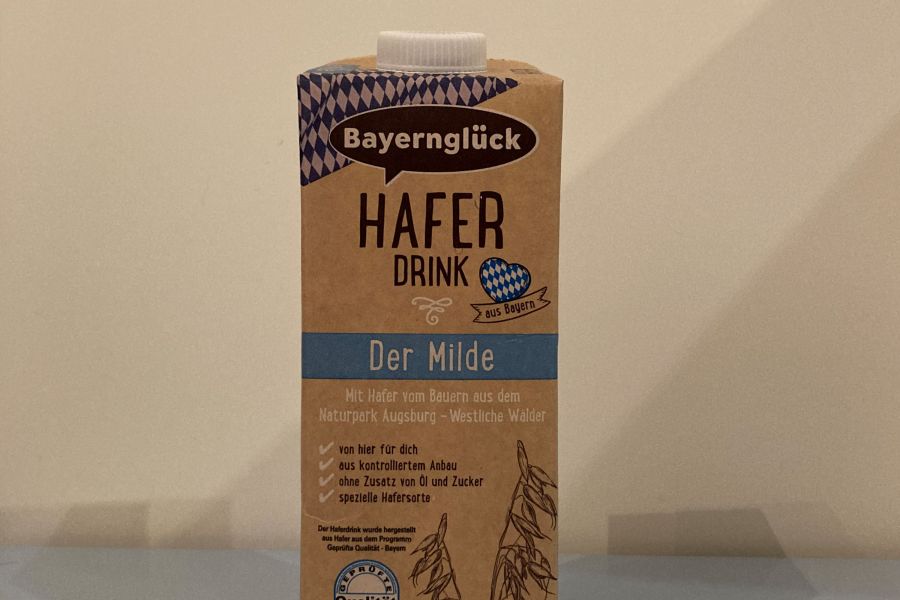 Bayernglück
HAFER
DRINK
aus Bayern
Der Milde
Mit Hafer vom Bauern aus dem
Naturpark Augsburg – Westliche Wälder
von hier für dich
aus kontrolliertem Anbau
ohne Zusatz von Öl und Zucker
spezielle Hafersorte
Der Haferdrink wurde hergestellt
aus Hafer aus dem Programm
Geprüfte Qualität - Bayern
GEPRÜFTE
Qualität